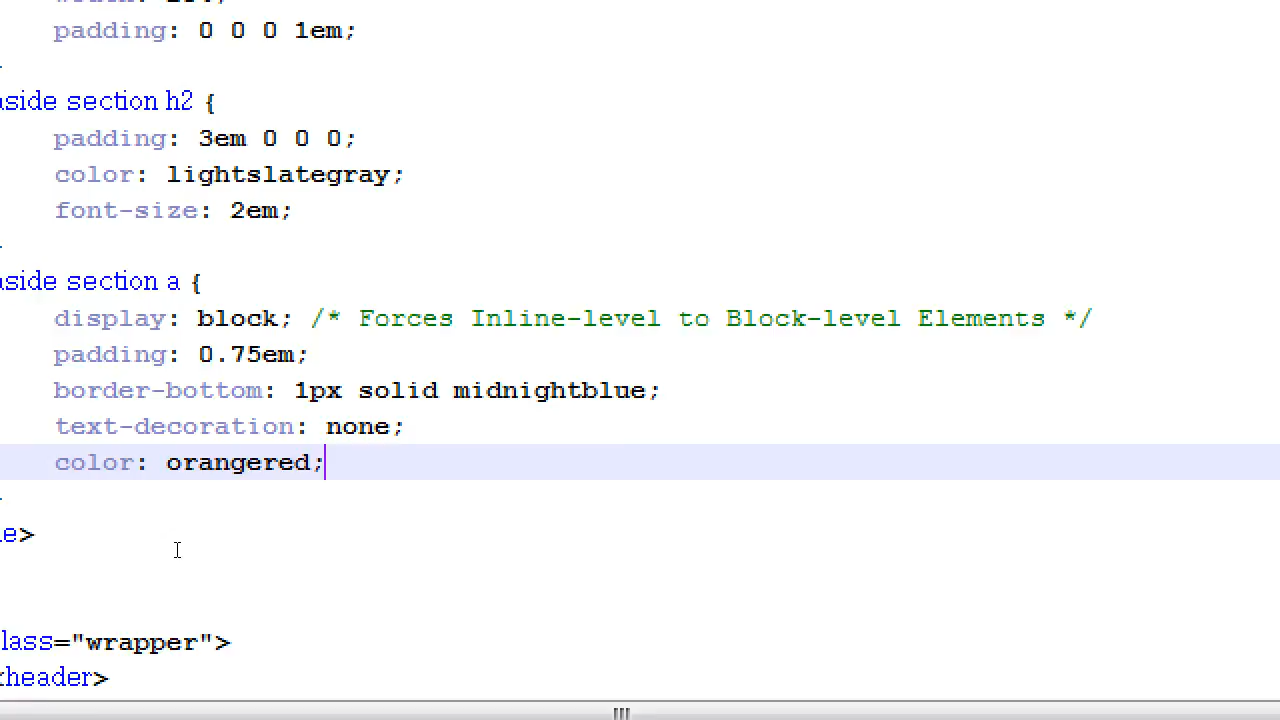 padding: 0 0 0 1em;
aside section h2 {
padding: 3em 0 0 0;
color: lightslategray;
font-size: 2em;
aside section a {
display: block; /* Forces Inline-level to Block-level Elements */
padding: 0.75em;
border-bottom: 1px solid midnightblue;
text-decoration: none;
color: orangered;
e>
lass="wrapper">
<header>